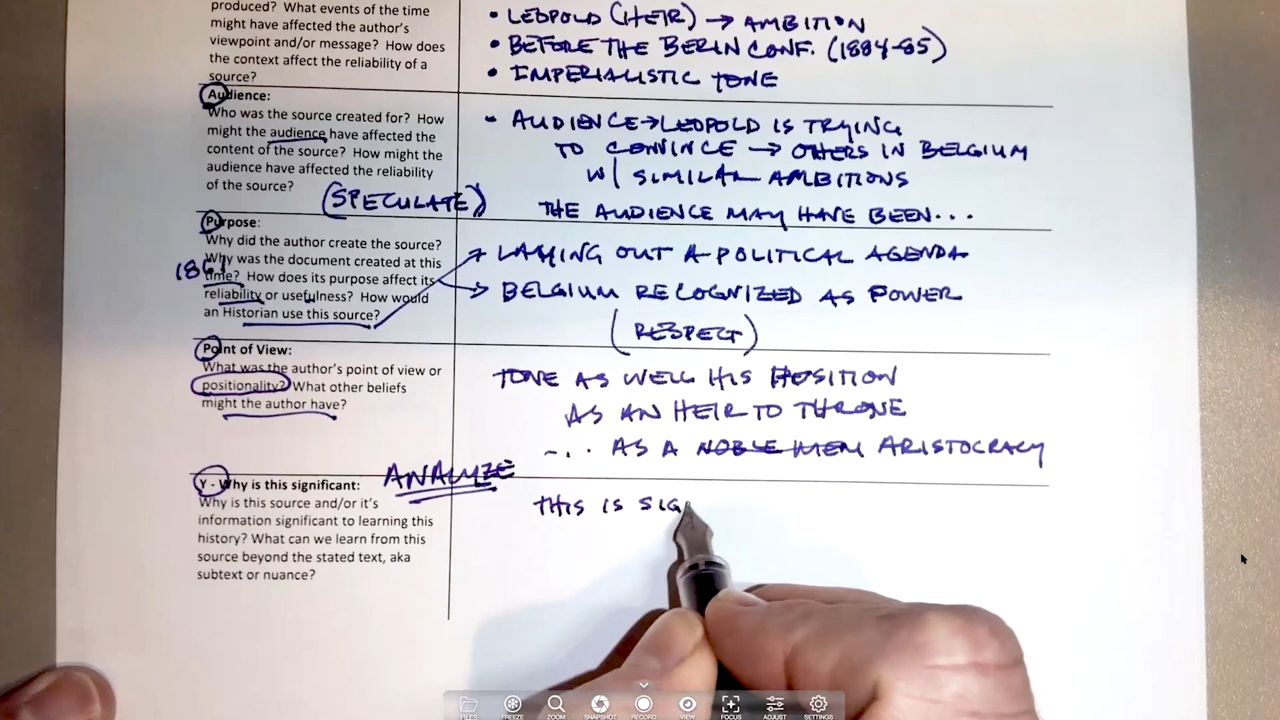 produced? What events of the time
might have affected the author's
viewpoint and/or message? How does
the context affect the reliability of a
source?
• LEOPOLD (HEIR) → AMBITION
• BEFORE THE BERLIN CONF. (1884-85)
• IMPERIALISTIC TONE
Audience:
Who was the source created for? How
might the audience have affected the
content of the source? How might the
audience have affected the reliability
of the source?
(SPECULATE)
- AUDIENCE→LEOPOLD IS TRYING
TO CONVINCE → OTHERS IN BELGIUM
W/ SIMILAR AMBITIONS
THE AUDIENCE MAY HAVE BEEN...
Purpose:
Why did the author create the source?
Why was the document created at this
time? How does its purpose affect its
reliability or usefulness? How would
an Historian use this source?
1861
→ LAYING OUT A POLITICAL AGENDA
→ BELGIUM RECOGNIZED AS POWER
(RESPECT)
Point of View:
What was the author's point of view or
positionality? What other beliefs
might the author have?
TONE AS WELL HIS POSITION
AS AN HEIR TO THRONE
... AS A NOBLE MEM ARISTOCRACY
Y - Why is this significant:
ANALYZE
Why is this source and/or it's
information significant to learning this
history? What can we learn from this
source beyond the stated text, aka
subtext or nuance?
THIS IS SIG
FILES FREEZE ZOOM SNAPSHOT RECORD VIEW FOCUS ADJUST SETTINGS